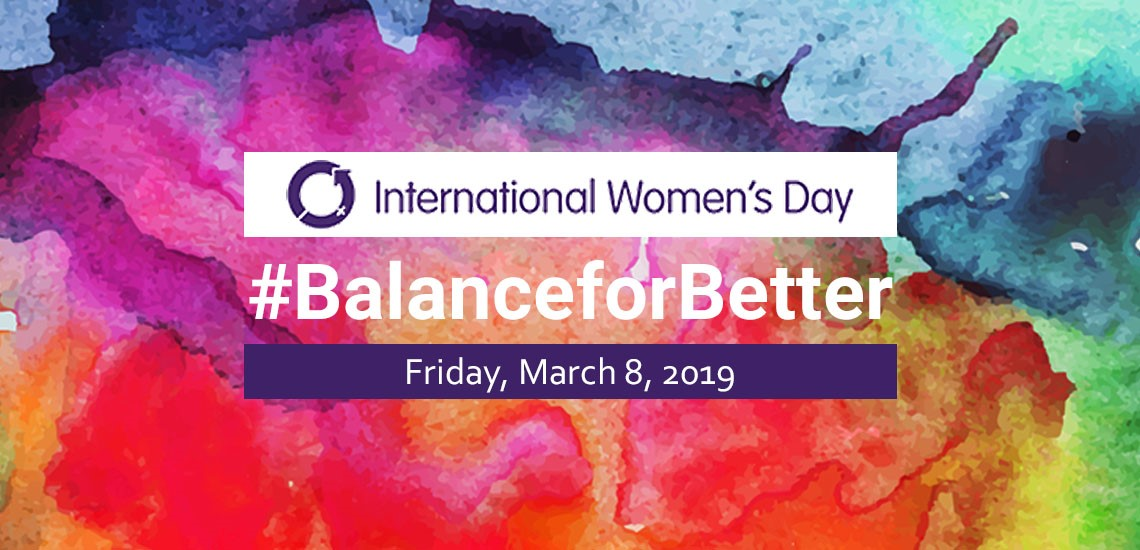 International Women's Day
#BalanceforBetter
Friday, March 8, 2019